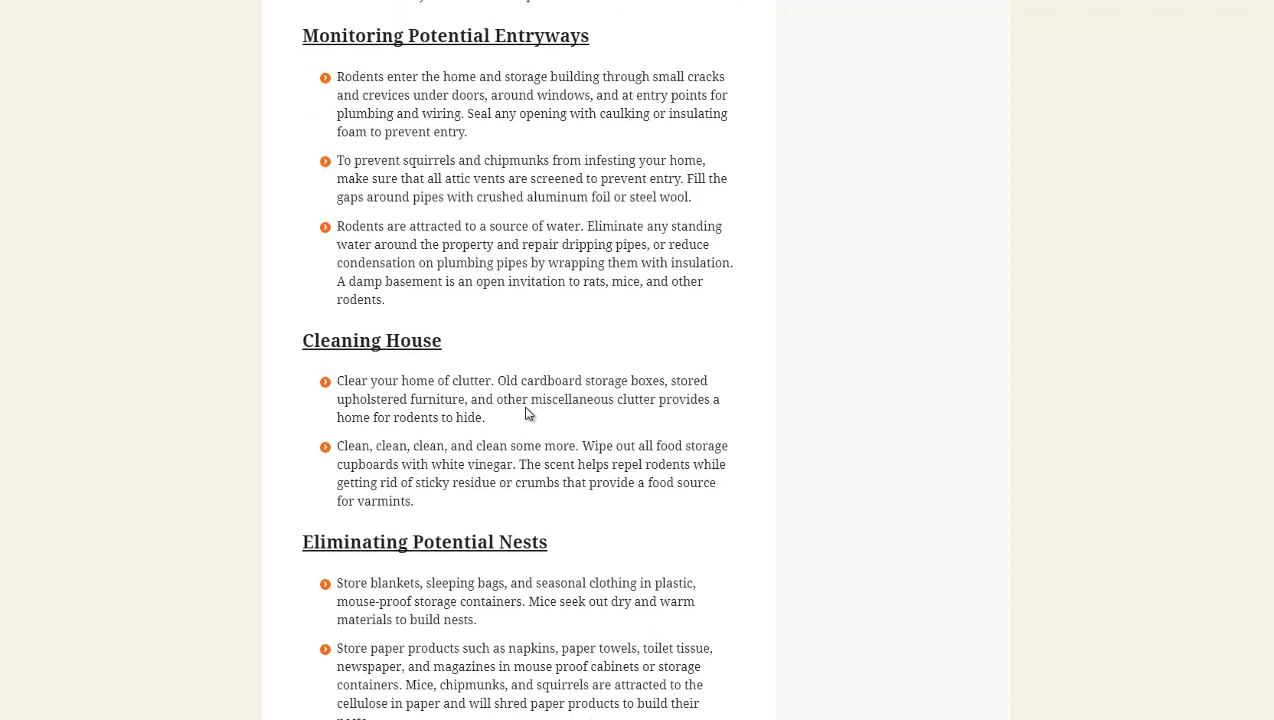 Monitoring Potential Entryways
Rodents enter the home and storage building through small cracks
and crevices under doors, around windows, and at entry points for
plumbing and wiring. Seal any opening with caulking or insulating
foam to prevent entry.
To prevent squirrels and chipmunks from infesting your home,
make sure that all attic vents are screened to prevent entry. Fill the
gaps around pipes with crushed aluminum foil or steel wool.
Rodents are attracted to a source of water. Eliminate any standing
water around the property and repair dripping pipes, or reduce
condensation on plumbing pipes by wrapping them with insulation.
A damp basement is an open invitation to rats, mice, and other
rodents.
Cleaning House
Clear your home of clutter. Old cardboard storage boxes, stored
upholstered furniture, and other miscellaneous clutter provides a
home for rodents to hide.
Clean, clean, clean, and clean some more. Wipe out all food storage
cupboards with white vinegar. The scent helps repel rodents while
getting rid of sticky residue or crumbs that provide a food source
for varmints.
Eliminating Potential Nests
Store blankets, sleeping bags, and seasonal clothing in plastic,
mouse-proof storage containers. Mice seek out dry and warm
materials to build nests.
Store paper products such as napkins, paper towels, toilet tissue,
newspaper, and magazines in mouse proof cabinets or storage
containers. Mice, chipmunks, and squirrels are attracted to the
cellulose in paper and will shred paper products to build their